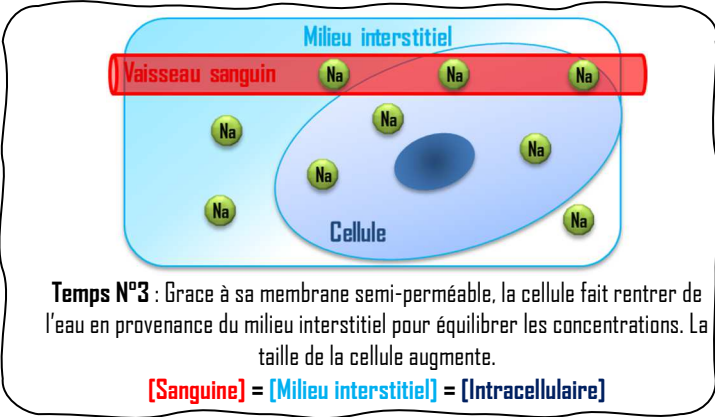 Milieu interstitiel
Vaisseau sanguin Na Na Na
Na
Na
Na
Na
Na
Na
Cellule
Temps N°3 : Grace à sa membrane semi-perméable, la cellule fait rentrer de
l'eau en provenance du milieu interstitiel pour équilibrer les concentrations. La
taille de la cellule augmente.
[Sanguine] = [Milieu interstitiel] = [Intracellulaire]